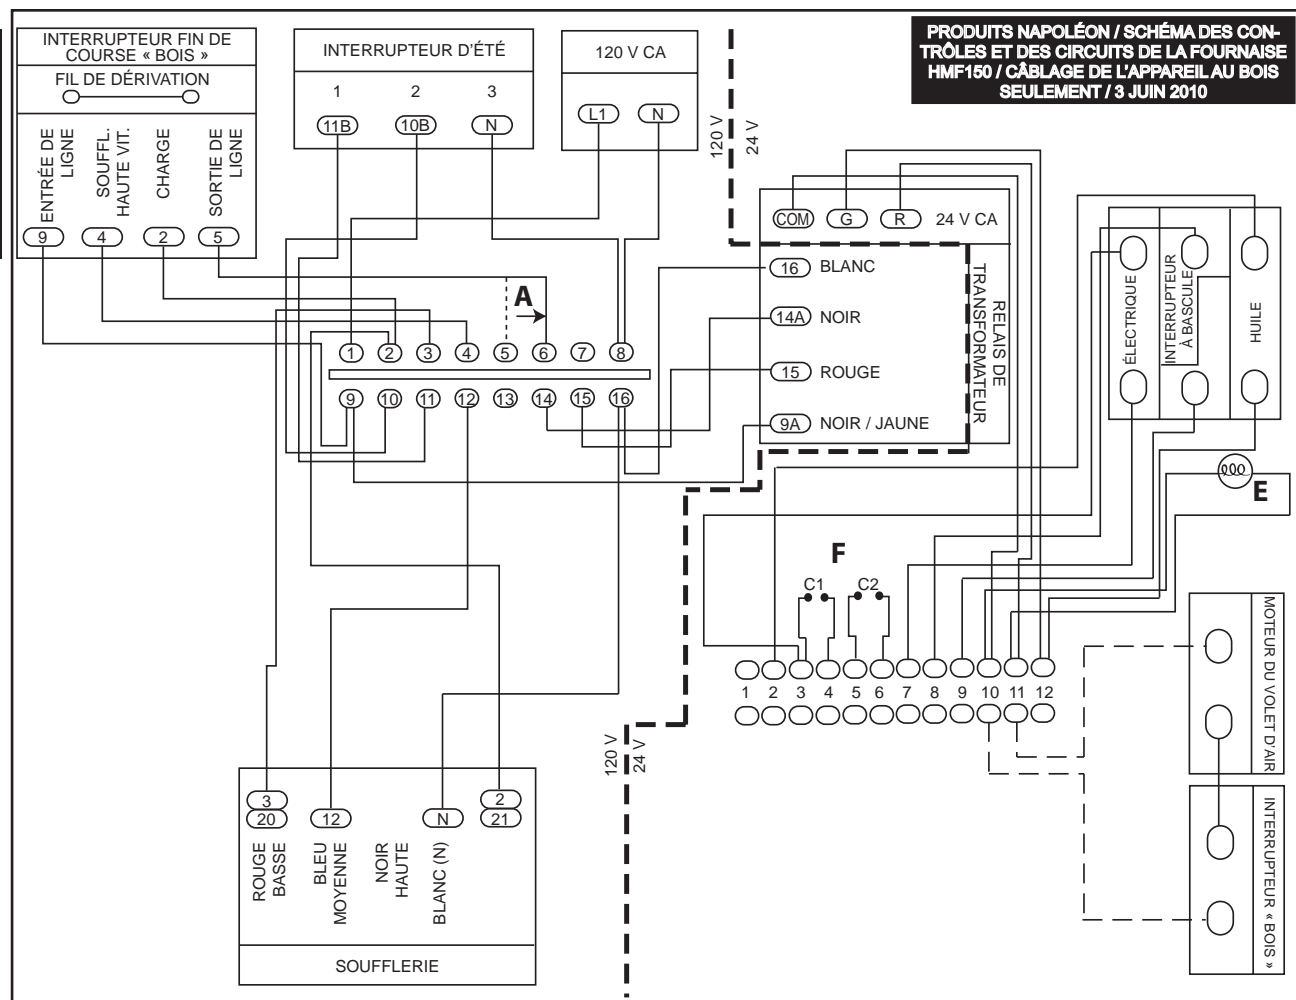 PRODUITS NAPOLÉON / SCHÉMA DES CON-
TRÔLES ET DES CIRCUITS DE LA FOURNAISE
HMF150 / CÂBLAGE DE L'APPAREIL AU BOIS
SEULEMENT / 3 JUIN 2010
INTERRUPTEUR FIN DE
COURSE « BOIS »
FIL DE DÉRIVATION
ENTRÉE DE
LIGNE
SOUFFL.
HAUTE VIT.
CHARGE
SORTIE DE
LIGNE
9 4 2 5
INTERRUPTEUR D'ÉTÉ
1 2 3
11B 10B N
120 V CA
L1 N
120 V
24 V
COM G R 24 V CA
16 BLANC
14A NOIR
15 ROUGE
9A NOIR / JAUNE
RELAIS DE
TRANSFORMATEUR
ÉLECTRIQUE
INTERRUPTEUR
À BASCULE
HUILE
A
1 2 3 4 5 6 7 8
9 10 11 12 13 14 15 16
E
F
C1 C2
1 2 3 4 5 6 7 8 9 10 11 12
MOTEUR DU VOLET D'AIR
INTERRUPTEUR « BOIS »
120 V
24 V
3 2
20 12 N 21
ROUGE
BASSE
BLEU
MOYENNE
NOIR
HAUTE
BLANC (N)
SOUFFLERIE